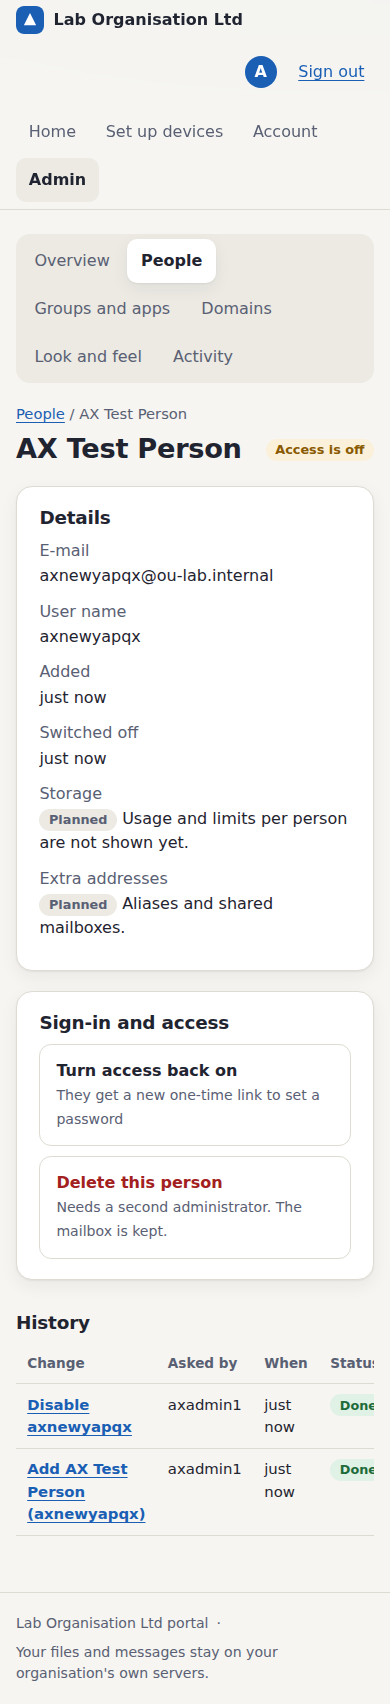 Lab Organisation Ltd
A Sign out
Home Set up devices Account
Admin
Overview People
Groups and apps Domains
Look and feel Activity
People / AX Test Person
AX Test Person Access is off
Details
E-mail
axnewyapqx@ou-lab.internal
User name
axnewyapqx
Added
just now
Switched off
just now
Storage
Planned Usage and limits per person
are not shown yet.
Extra addresses
Planned Aliases and shared
mailboxes.
Sign-in and access
Turn access back on
They get a new one-time link to set a
password
Delete this person
Needs a second administrator. The
mailbox is kept.
History
Change Asked by When Status
Disable axadmin1 just Done
axnewyapqx now
Add AX Test axadmin1 just Done
Person now
(axnewyapqx)
Lab Organisation Ltd portal ·
Your files and messages stay on your
organisation's own servers.